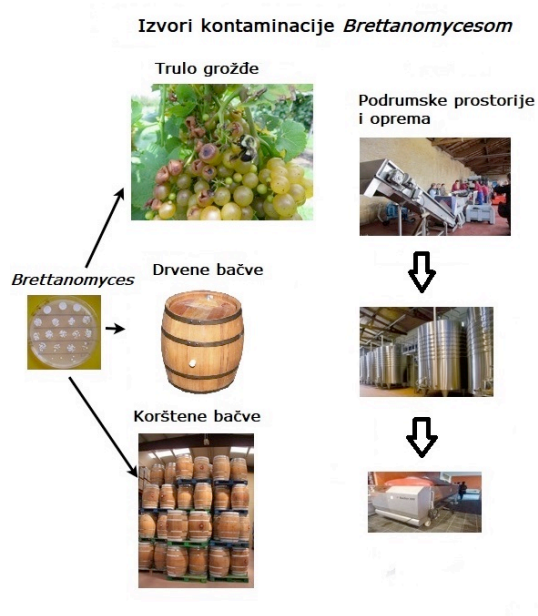 Izvori kontaminacije Brettanomycesom
Trulo grožđe
Podrumske prostorije
i oprema
Brettanomyces
Drvene bačve
Korštene bačve